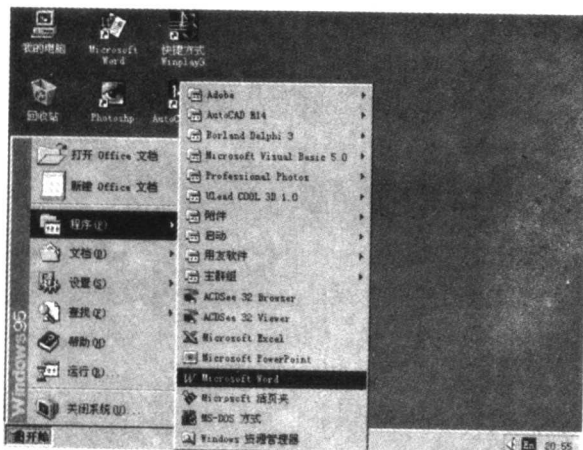 我的电脑
Microsoft Word
快捷方式 Winplay3
回收站
Photoshp
打开 Office 文档
新建 Office 文档
程序(P)
文档(D)
设置(S)
查找(F)
帮助(H)
运行(R)...
关闭系统(U)...
Windows95
Adobe
AutoCAD R14
Borland Delphi 3
Microsoft Visual Basic 5.0
Professional Photos
Ulead COOL 3D 1.0
附件
启动
用友软件
主群组
ACDSee 32 Browser
ACDSee 32 Viewer
Microsoft Excel
Microsoft PowerPoint
Microsoft Word
Microsoft 活页夹
MS-DOS 方式
Windows 资源管理器
开始
En
20:55